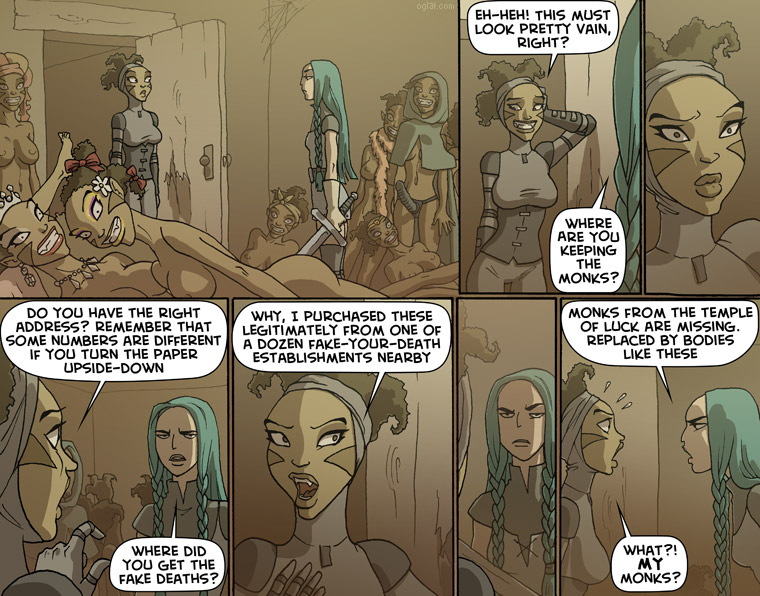 oglaf.com
EH-HEH! THIS MUST
LOOK PRETTY VAIN,
RIGHT?
WHERE
ARE YOU
KEEPING
THE
MONKS?
DO YOU HAVE THE RIGHT
ADDRESS? REMEMBER THAT
SOME NUMBERS ARE DIFFERENT
IF YOU TURN THE PAPER
UPSIDE-DOWN
WHERE DID
YOU GET THE
FAKE DEATHS?
WHY, I PURCHASED THESE
LEGITIMATELY FROM ONE OF
A DOZEN FAKE-YOUR-DEATH
ESTABLISHMENTS NEARBY
MONKS FROM THE TEMPLE
OF LUCK ARE MISSING.
REPLACED BY BODIES
LIKE THESE
WHAT?!
MY
MONKS?